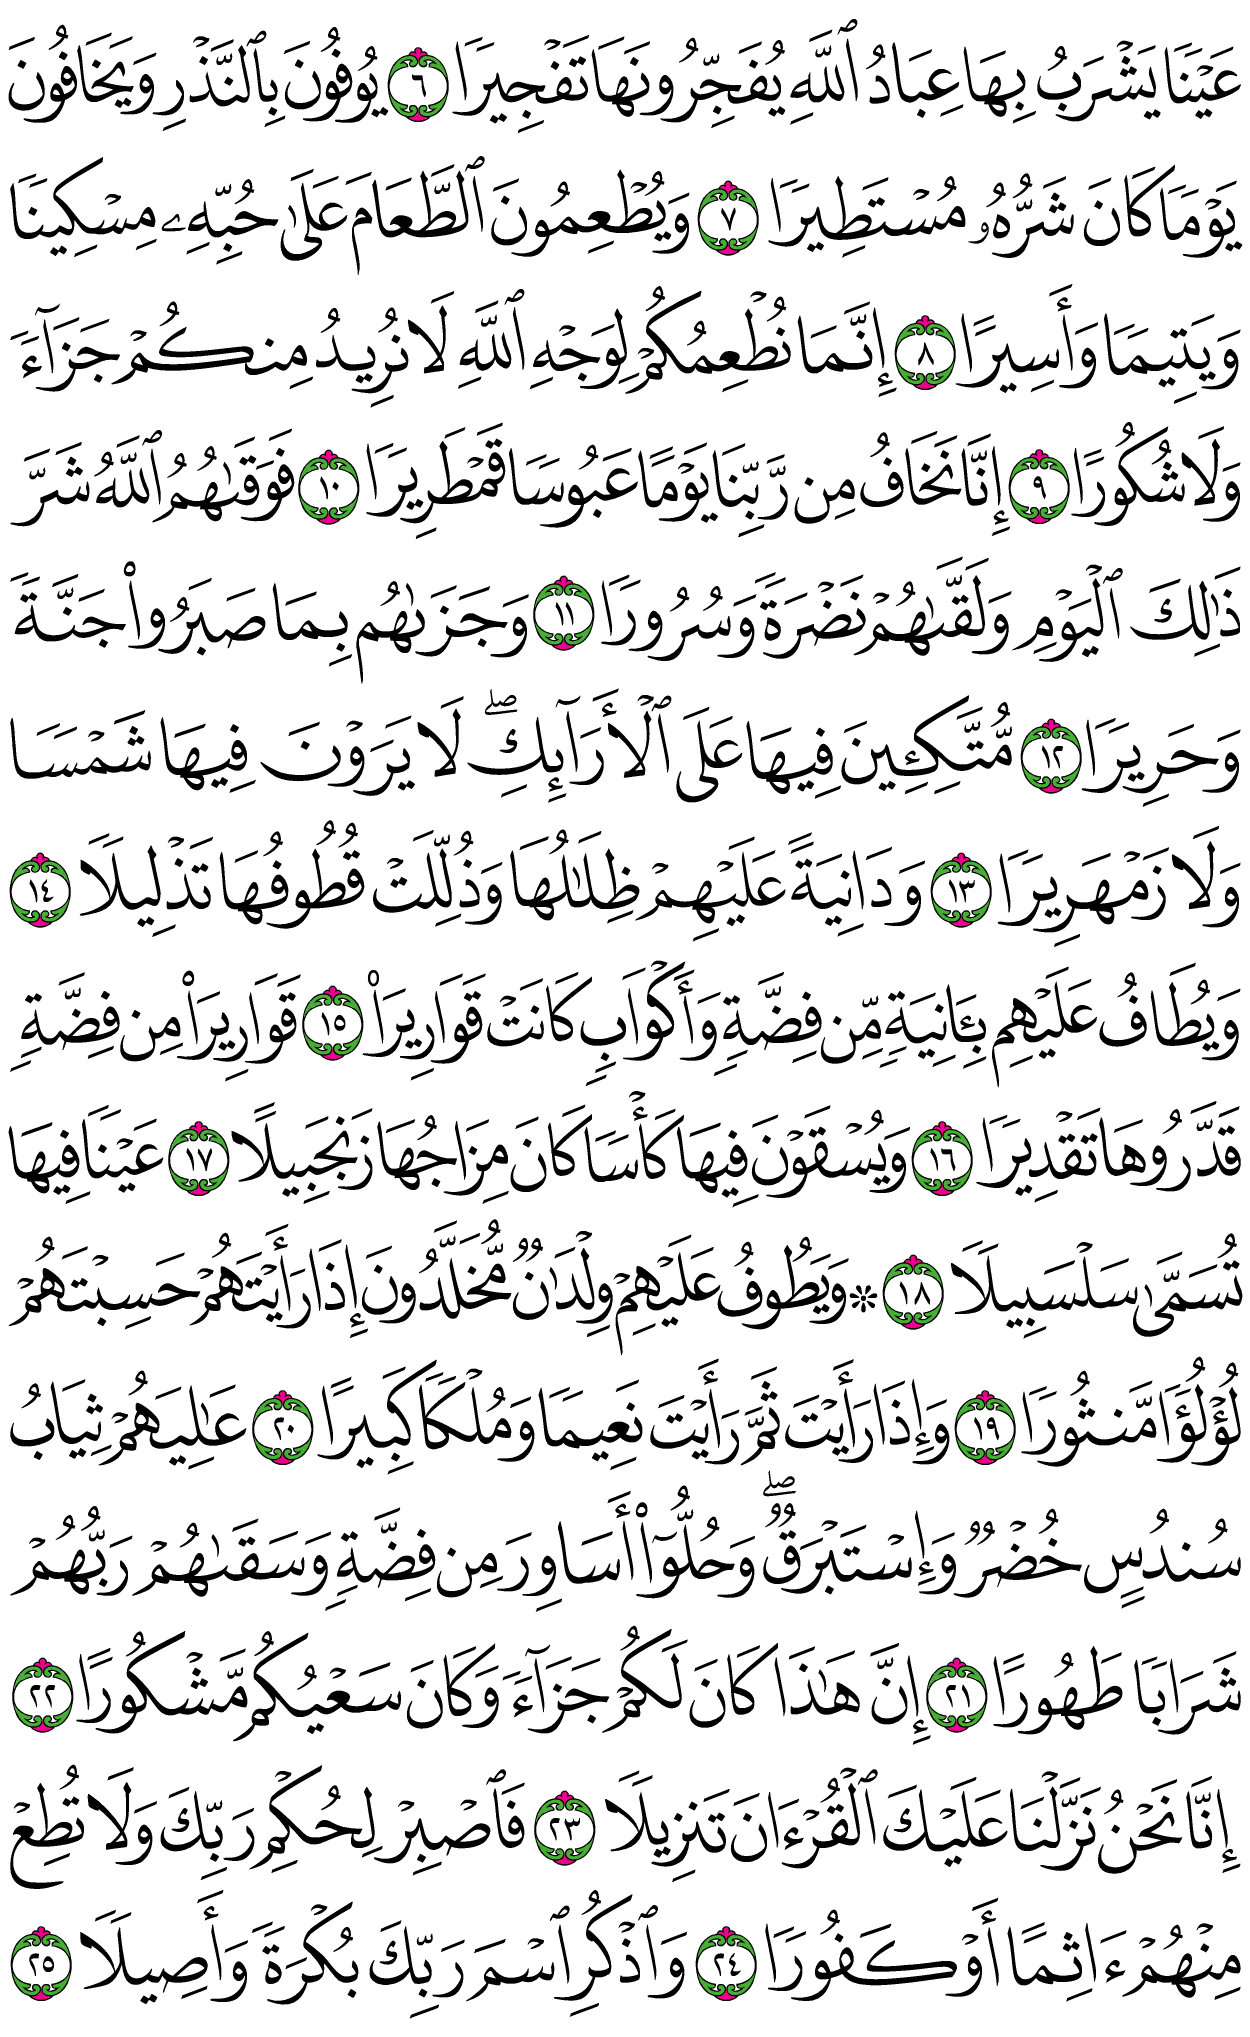 عَيۡنٗا يَشۡرَبُ بِهَا عِبَادُ ٱللَّهِ يُفَجِّرُونَهَا تَفۡجِيرٗا ٦ يُوفُونَ بِٱلنَّذۡرِ وَيَخَافُونَ
يَوۡمٗا كَانَ شَرُّهُۥ مُسۡتَطِيرٗا ٧ وَيُطۡعِمُونَ ٱلطَّعَامَ عَلَىٰ حُبِّهِۦ مِسۡكِينٗا
وَيَتِيمٗا وَأَسِيرًا ٨ إِنَّمَا نُطۡعِمُكُمۡ لِوَجۡهِ ٱللَّهِ لَا نُرِيدُ مِنكُمۡ جَزَآءٗ
وَلَا شُكُورًا ٩ إِنَّا نَخَافُ مِن رَّبِّنَا يَوۡمًا عَبُوسٗا قَمۡطَرِيرٗا ١٠ فَوَقَىٰهُمُ ٱللَّهُ شَرَّ
ذَٰلِكَ ٱلۡيَوۡمِ وَلَقَّىٰهُمۡ نَضۡرَةٗ وَسُرُورٗا ١١ وَجَزَىٰهُم بِمَا صَبَرُواْ جَنَّةٗ
وَحَرِيرٗا ١٢ مُّتَّكِـِٔينَ فِيهَا عَلَى ٱلۡأَرَآئِكِۖ لَا يَرَوۡنَ فِيهَا شَمۡسٗا
وَلَا زَمۡهَرِيرٗا ١٣ وَدَانِيَةً عَلَيۡهِمۡ ظِلَٰلُهَا وَذُلِّلَتۡ قُطُوفُهَا تَذۡلِيلٗا ١٤
وَيُطَافُ عَلَيۡهِم بِـَٔانِيَةٖ مِّن فِضَّةٖ وَأَكۡوَابٖ كَانَتۡ قَوَارِيرَا۠ ١٥ قَوَارِيرَاْ مِن فِضَّةٖ
قَدَّرُوهَا تَقۡدِيرٗا ١٦ وَيُسۡقَوۡنَ فِيهَا كَأۡسٗا كَانَ مِزَاجُهَا زَنجَبِيلًا ١٧ عَيۡنٗا فِيهَا
تُسَمَّىٰ سَلۡسَبِيلٗا ١٨ ۞ وَيَطُوفُ عَلَيۡهِمۡ وِلۡدَٰنٞ مُّخَلَّدُونَ إِذَا رَأَيۡتَهُمۡ حَسِبۡتَهُمۡ
لُؤۡلُؤٗا مَّنثُورٗا ١٩ وَإِذَا رَأَيۡتَ ثَمَّ رَأَيۡتَ نَعِيمٗا وَمُلۡكٗا كَبِيرًا ٢٠ عَٰلِيَهُمۡ ثِيَابُ
سُندُسٍ خُضۡرٞ وَإِسۡتَبۡرَقٞۖ وَحُلُّوٓاْ أَسَاوِرَ مِن فِضَّةٖ وَسَقَىٰهُمۡ رَبُّهُمۡ
شَرَابٗا طَهُورًا ٢١ إِنَّ هَٰذَا كَانَ لَكُمۡ جَزَآءٗ وَكَانَ سَعۡيُكُم مَّشۡكُورًا ٢٢
إِنَّا نَحۡنُ نَزَّلۡنَا عَلَيۡكَ ٱلۡقُرۡءَانَ تَنزِيلٗا ٢٣ فَٱصۡبِرۡ لِحُكۡمِ رَبِّكَ وَلَا تُطِعۡ
مِنۡهُمۡ ءَاثِمًا أَوۡ كَفُورٗا ٢٤ وَٱذۡكُرِ ٱسۡمَ رَبِّكَ بُكۡرَةٗ وَأَصِيلٗا ٢٥